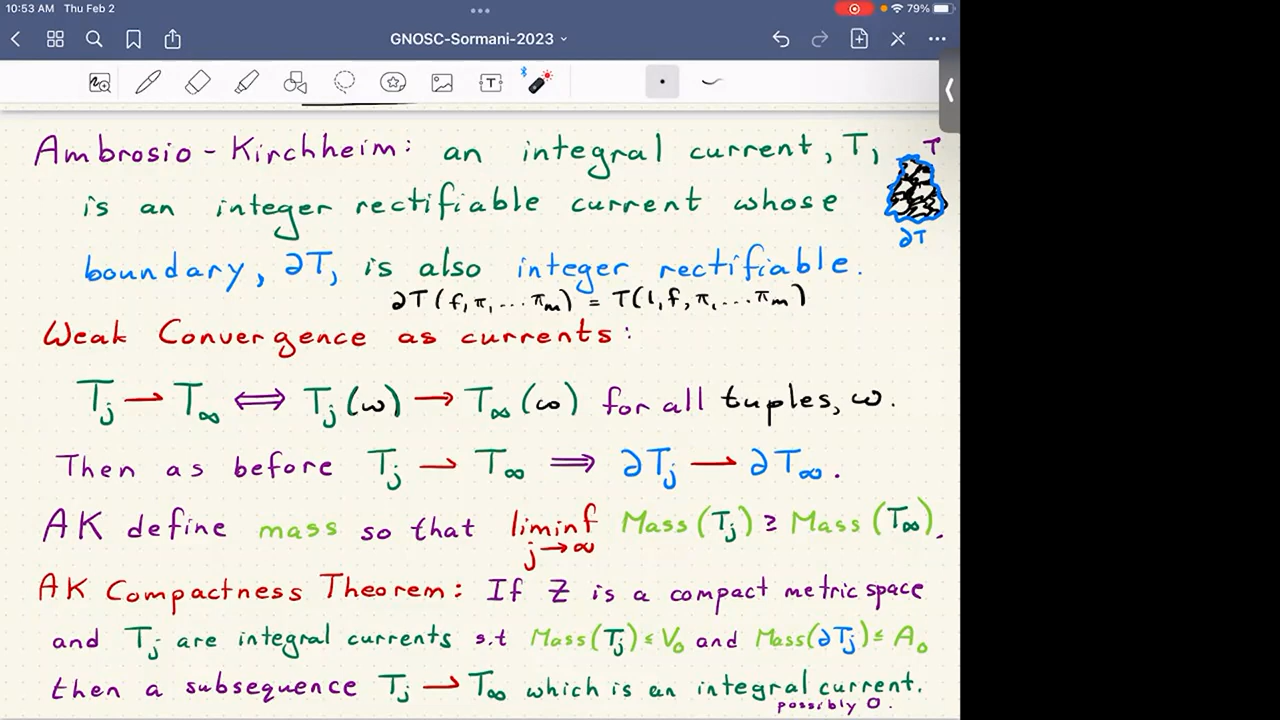 10:53 AM Thu Feb 2
79%
GNOSC-Sormani-2023
Ambrosio-Kirchheim: an integral current, T,
T
is an integer rectifiable current whose
∂T
boundary, ∂T, is also integer rectifiable.
∂T(f, π, ... πₘ) = T(1, f, π, ... πₘ)
Weak Convergence as currents:
Tⱼ → T∞ ⟺ Tⱼ(ω) → T∞(ω) for all tuples, ω.
Then as before Tⱼ → T∞ ⟹ ∂Tⱼ → ∂T∞.
AK define mass so that liminf Mass(Tⱼ) ≥ Mass(T∞).
j→∞
AK Compactness Theorem: If Z is a compact metric space
and Tⱼ are integral currents s.t Mass(Tⱼ) ≤ V₀ and Mass(∂Tⱼ) ≤ A₀
then a subsequence Tⱼ → T∞ which is an integral current.
possibly 0.